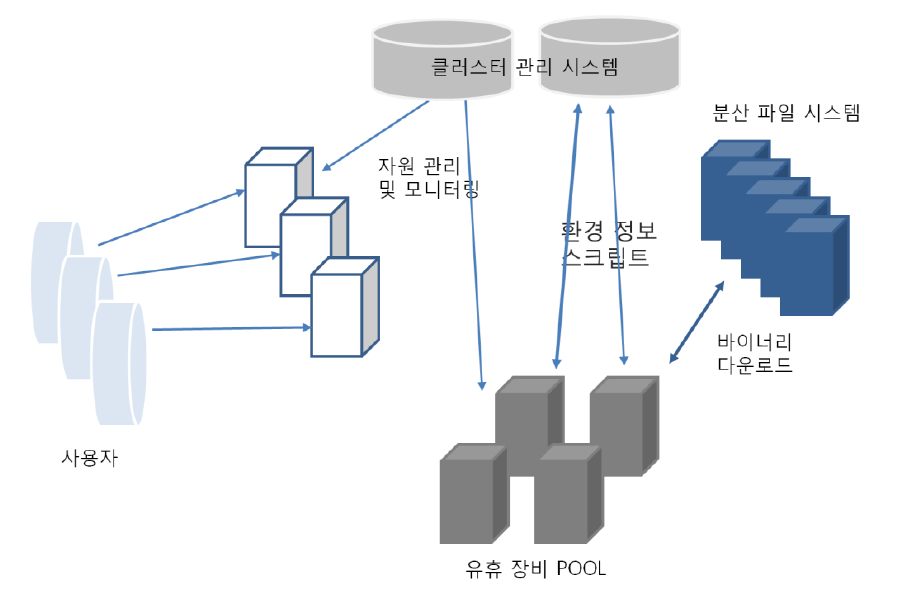 클러스터 관리 시스템
분산 파일 시스템
자원 관리
및 모니터링
환경 정보
스크립트
바이너리
다운로드
사용자
유휴 장비 POOL